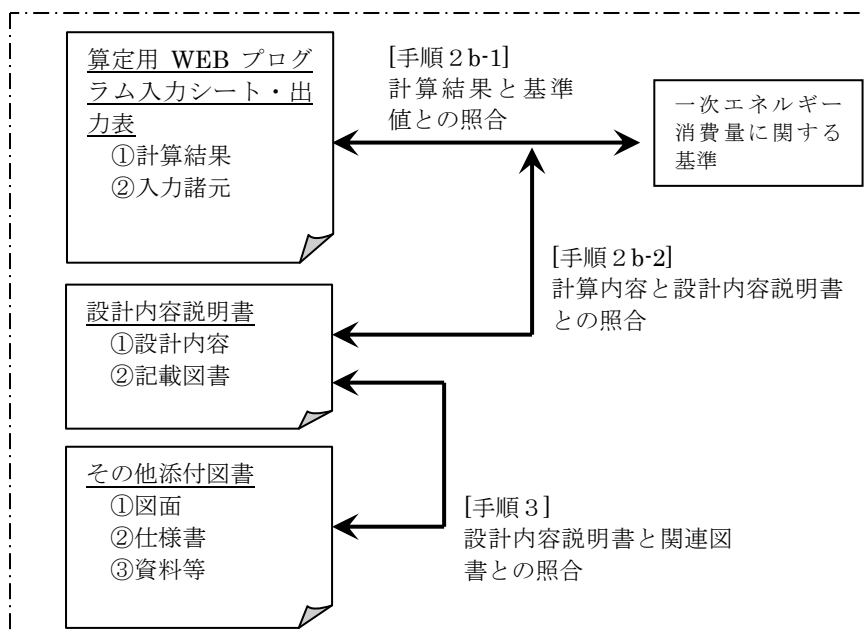 算定用 WEB プログ
ラム入力シート・出
力表
①計算結果
②入力諸元
[手順２b-1]
計算結果と基準
値との照合
一次エネルギー
消費量に関する
基準
[手順２b-2]
計算内容と設計内容説明書
との照合
設計内容説明書
①設計内容
②記載図書
その他添付図書
①図面
②仕様書
③資料等
[手順３]
設計内容説明書と関連図
書との照合